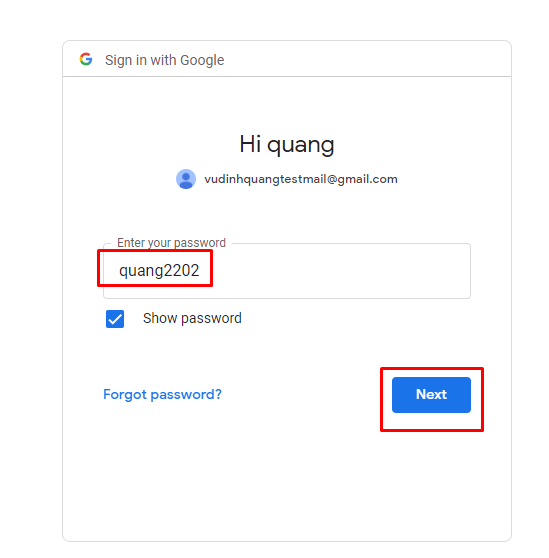 Sign in with Google
Hi quang
vudinhquangtestmail@gmail.com
Enter your password
quang2202
Show password
Forgot password?
Next